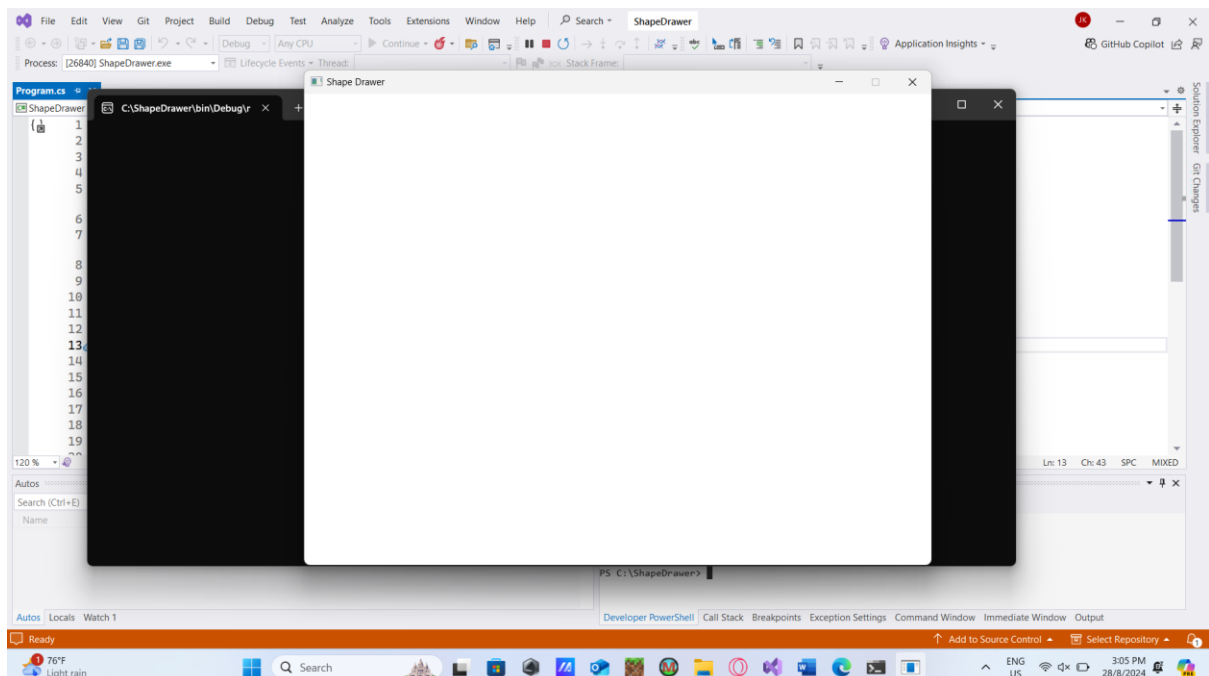 File Edit View Git Project Build Debug Test Analyze Tools Extensions Window Help Search ShapeDrawer JK
Debug Any CPU Continue Application Insights GitHub Copilot
Process: [26840] ShapeDrawer.exe Lifecycle Events Thread: Stack Frame:
Program.cs
Shape Drawer
ShapeDrawer
C:\ShapeDrawer\bin\Debug\r
Solution Explorer
Git Changes
1
2
3
4
5
6
7
8
9
10
11
12
13
14
15
16
17
18
19
120 % Ln: 13 Ch: 43 SPC MIXED
Autos
Search (Ctrl+E)
Name
PS C:\ShapeDrawer>
Autos Locals Watch 1 Developer PowerShell Call Stack Breakpoints Exception Settings Command Window Immediate Window Output
Ready Add to Source Control Select Repository
1 76°F Search ENG 3:05 PM
Light rain US 28/8/2024